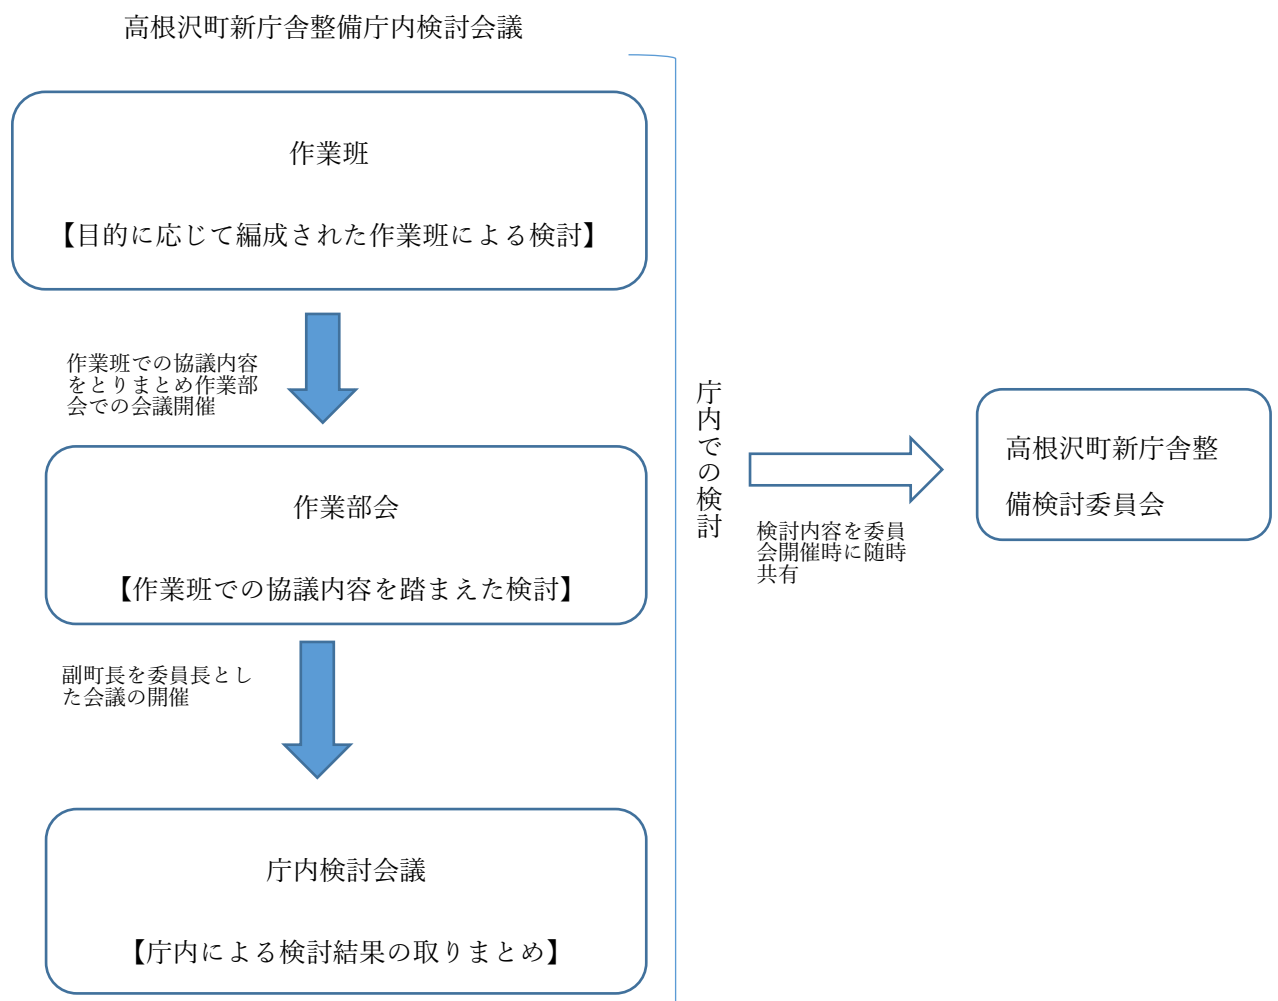 高根沢町新庁舎整備庁内検討会議
作業班
【目的に応じて編成された作業班による検討】
作業班での協議内容
をとりまとめ作業部
会での会議開催
作業部会
【作業班での協議内容を踏まえた検討】
副町長を委員長とし
た会議の開催
庁内検討会議
【庁内による検討結果の取りまとめ】
庁内での検討
検討内容を委員
会開催時に随時
共有
高根沢町新庁舎整
備検討委員会